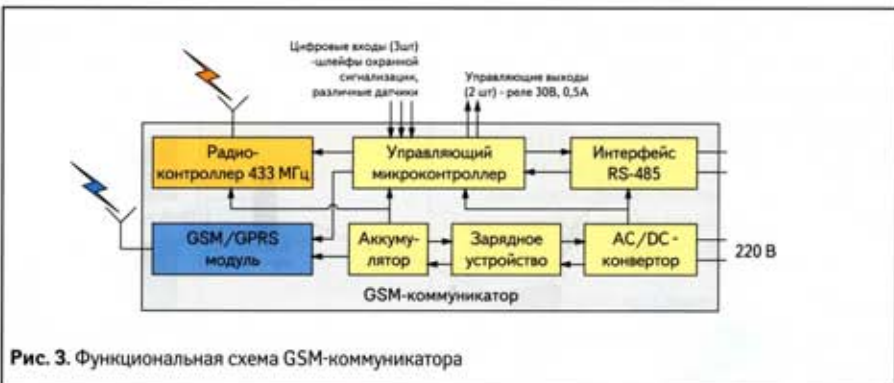 Цифровые входы (3шт)
-шлейфы охранной
сигнализации,
различные датчики
Управляющие выходы
(2 шт) - реле 30В, 0,5А
Радио-
контроллер 433 МГц
Управляющий
микроконтроллер
Интерфейс
RS-485
GSM/GPRS
модуль
Аккуму-
лятор
Зарядное
устройство
AC/DC-
конвертор
220 В
GSM-коммуникатор
Рис. 3. Функциональная схема GSM-коммуникатора